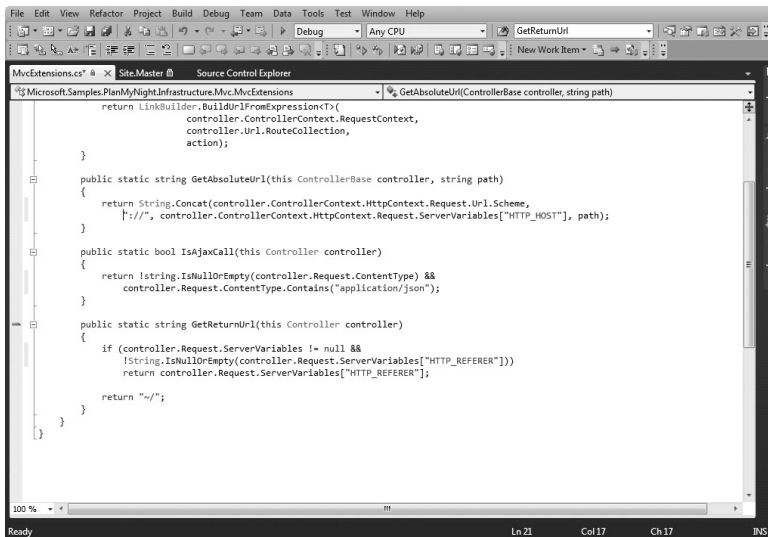 File Edit View Refactor Project Build Debug Team Data Tools Test Window Help
Debug Any CPU GetReturnUrl
New Work Item
MvcExtensions.cs* Site.Master Source Control Explorer
Microsoft.Samples.PlanMyNight.Infrastructure.Mvc.MvcExtensions GetAbsoluteUrl(ControllerBase controller, string path)
return LinkBuilder.BuildUrlFromExpression<T>(
controller.ControllerContext.RequestContext,
controller.Url.RouteCollection,
action);
}
public static string GetAbsoluteUrl(this ControllerBase controller, string path)
{
return String.Concat(controller.ControllerContext.HttpContext.Request.Url.Scheme,
"://", controller.ControllerContext.HttpContext.Request.ServerVariables["HTTP_HOST"], path);
}
public static bool IsAjaxCall(this Controller controller)
{
return !string.IsNullOrEmpty(controller.Request.ContentType) &&
controller.Request.ContentType.Contains("application/json");
}
public static string GetReturnUrl(this Controller controller)
{
if (controller.Request.ServerVariables != null &&
!String.IsNullOrEmpty(controller.Request.ServerVariables["HTTP_REFERER"]))
return controller.Request.ServerVariables["HTTP_REFERER"];
return "~/";
}
}
}
100 %
Ready Ln 21 Col 17 Ch 17 INS